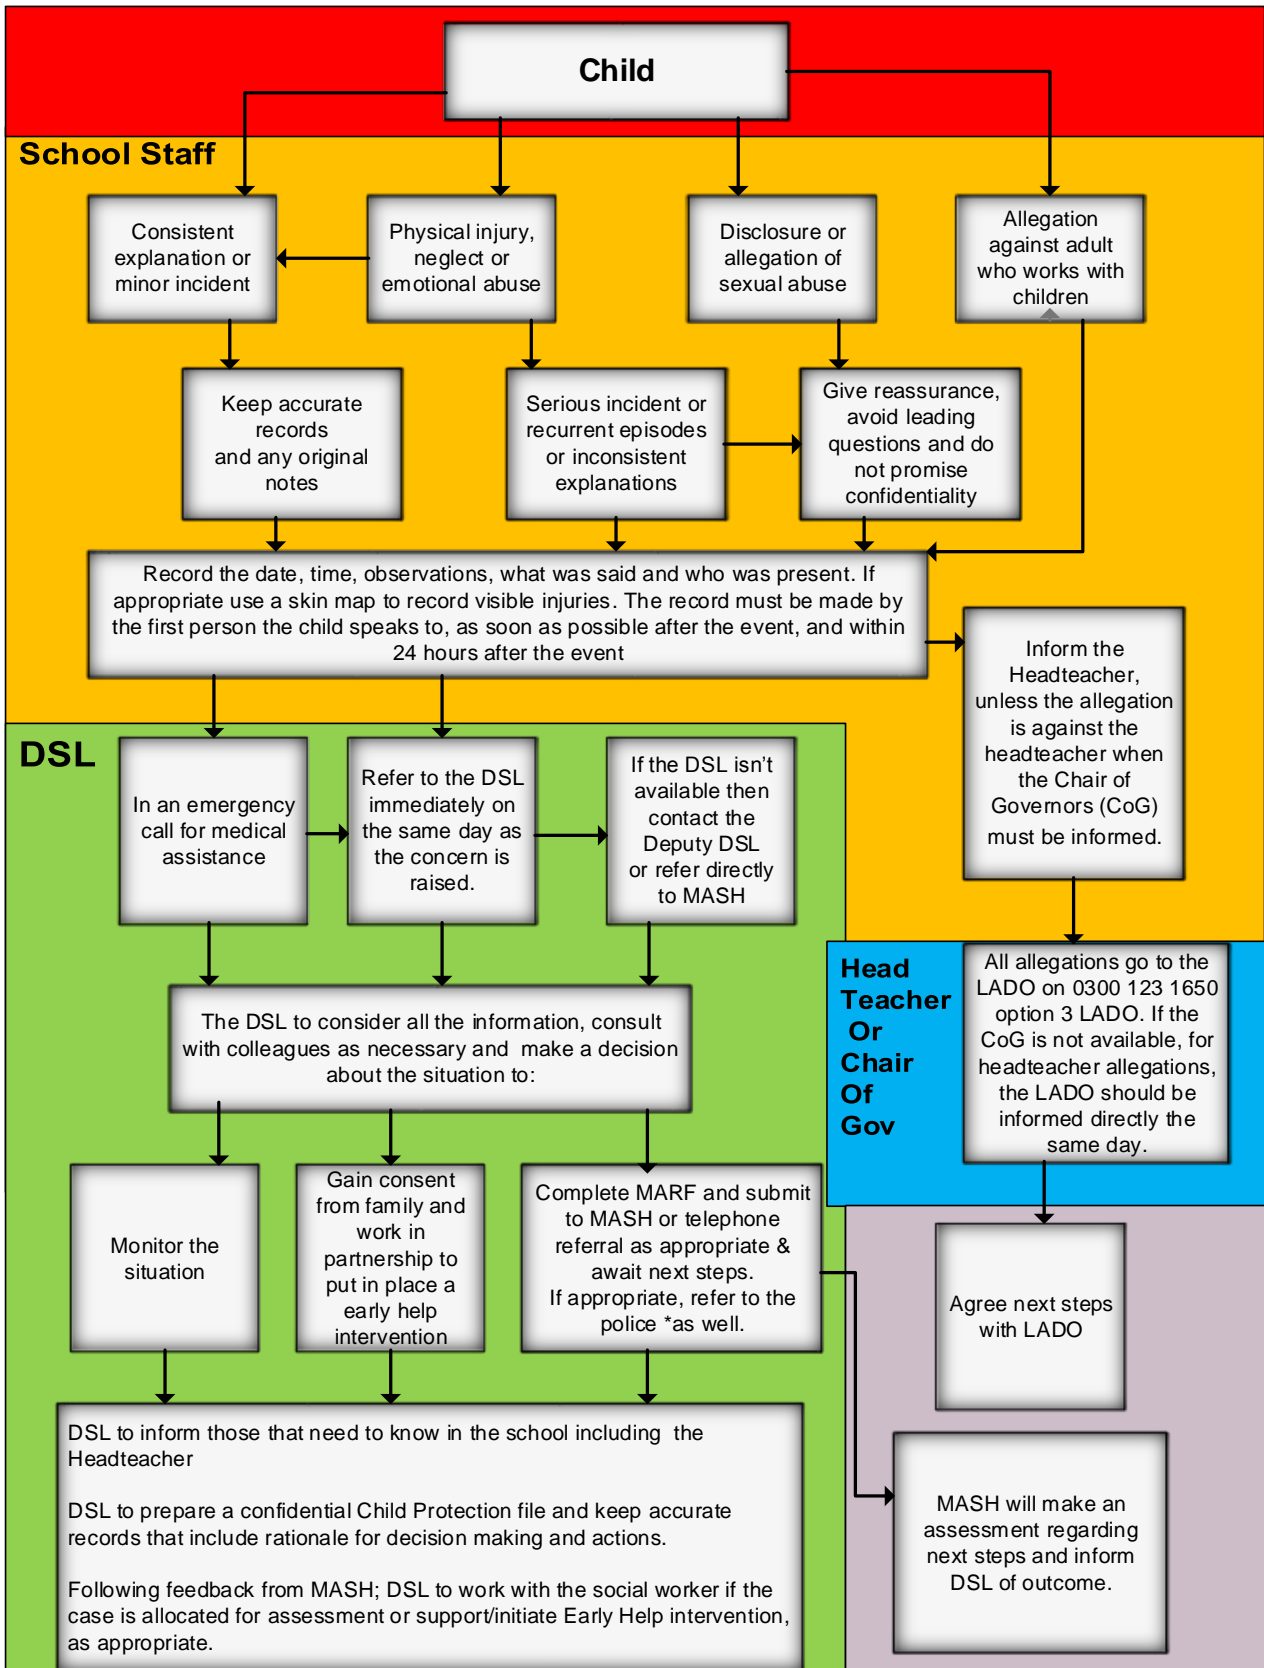 Child
School Staff
Consistent
explanation or
minor incident
Physical injury,
neglect or
emotional abuse
Disclosure or
allegation of
sexual abuse
Allegation
against adult
who works with
children
Keep accurate
records
and any original
notes
Serious incident or
recurrent episodes
or inconsistent
explanations
Give reassurance,
avoid leading
questions and do
not promise
confidentiality
Record the date, time, observations, what was said and who was present. If
appropriate use a skin map to record visible injuries. The record must be made by
the first person the child speaks to, as soon as possible after the event, and within
24 hours after the event
Inform the
Headteacher,
unless the allegation
is against the
headteacher when
the Chair of
Governors (CoG)
must be informed.
DSL
In an emergency
call for medical
assistance
Refer to the DSL
immediately on
the same day as
the concern is
raised.
If the DSL isn't
available then
contact the
Deputy DSL
or refer directly
to MASH
Head
Teacher
Or
Chair
Of
Gov
All allegations go to the
LADO on 0300 123 1650
option 3 LADO. If the
CoG is not available, for
headteacher allegations,
the LADO should be
informed directly the
same day.
The DSL to consider all the information, consult
with colleagues as necessary and make a decision
about the situation to:
Monitor the
situation
Gain consent
from family and
work in
partnership to
put in place a
early help
intervention
Complete MARF and submit
to MASH or telephone
referral as appropriate &
await next steps.
If appropriate, refer to the
police *as well.
Agree next steps
with LADO
DSL to inform those that need to know in the school including the
Headteacher
DSL to prepare a confidential Child Protection file and keep accurate
records that include rationale for decision making and actions.
Following feedback from MASH; DSL to work with the social worker if the
case is allocated for assessment or support/initiate Early Help intervention,
as appropriate.
MASH will make an
assessment regarding
next steps and inform
DSL of outcome.